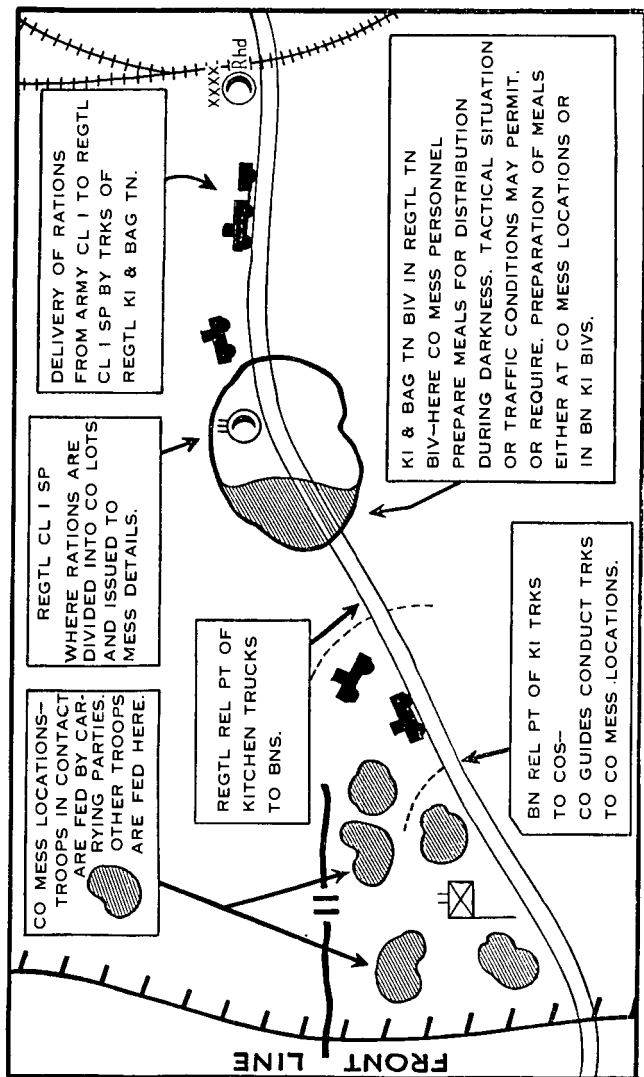 CO MESS LOCATIONS—
TROOPS IN CONTACT
ARE FED BY CAR-
RYING PARTIES.
OTHER TROOPS
ARE FED HERE.
REGTL CL I SP
WHERE RATIONS ARE
DIVIDED INTO CO LOTS
AND ISSUED TO
MESS DETAILS.
DELIVERY OF RATIONS
FROM ARMY CL I TO REGTL
CL I SP BY TRKS OF
REGTL KI & BAG TN.
XXXX
Rhd
REGTL REL PT OF
KITCHEN TRUCKS
TO BNS.
FRONT LINE
BN REL PT OF KI TRKS
TO COS—
CO GUIDES CONDUCT TRKS
TO CO MESS LOCATIONS.
KI & BAG TN BIV IN REGTL TN
BIV—HERE CO MESS PERSONNEL
PREPARE MEALS FOR DISTRIBUTION
DURING DARKNESS. TACTICAL SITUATION
OR TRAFFIC CONDITIONS MAY PERMIT,
OR REQUIRE, PREPARATION OF MEALS
EITHER AT CO MESS LOCATIONS OR
IN BN KI BIVS.